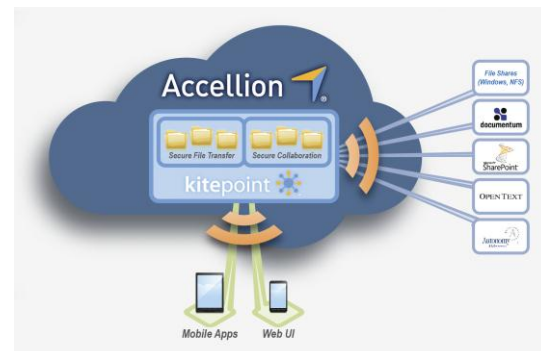 Accellion
®
Secure File Transfer
Secure Collaboration
kitepoint
Mobile Apps
Web UI
File Shares
(Windows, NFS)
documentum
SharePoint
OPEN TEXT
Autonomy